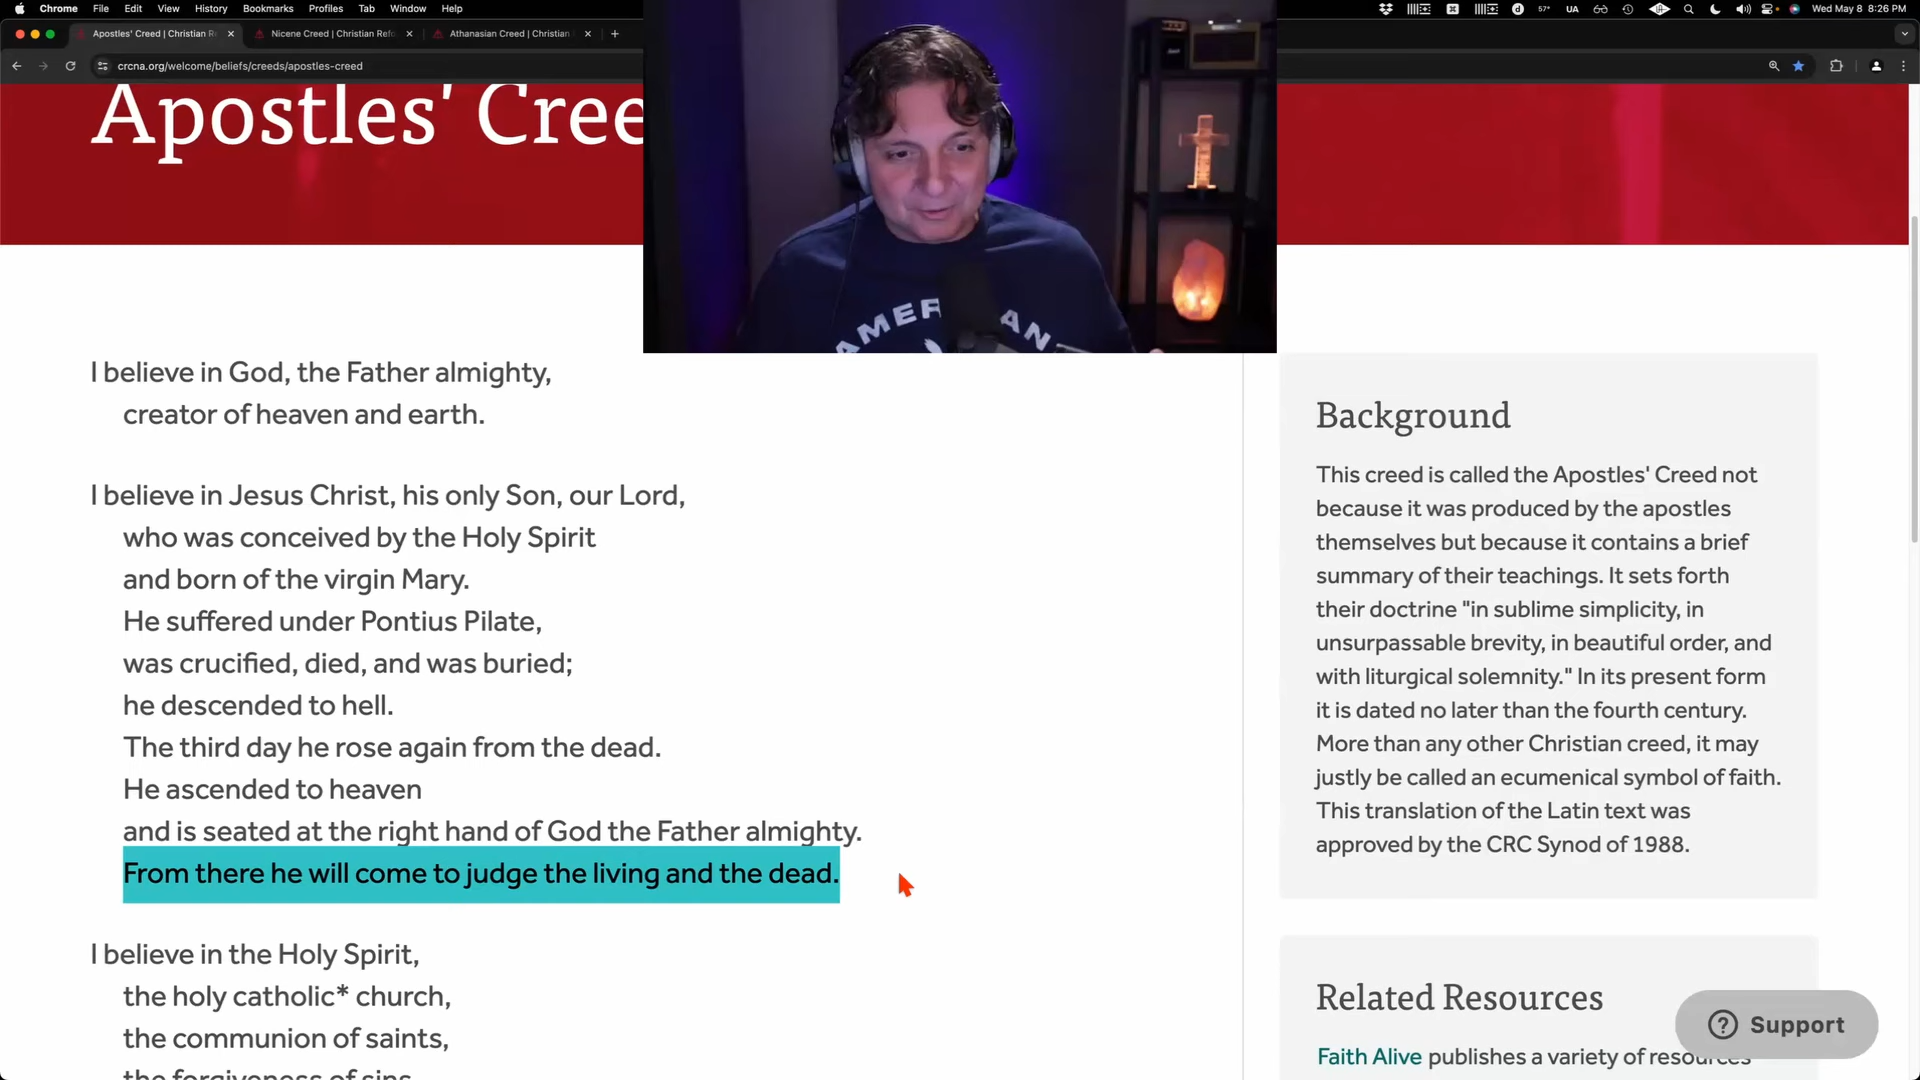 Chrome File Edit View History Bookmarks Profiles Tab Window Help
57° UA Wed May 8 8:26 PM
Apostles' Creed | Christian Re
Nicene Creed | Christian Refo
Athanasian Creed | Christian
crcna.org/welcome/beliefs/creeds/apostles-creed
Apostles' Cree
AMER AN
I believe in God, the Father almighty,
creator of heaven and earth.
I believe in Jesus Christ, his only Son, our Lord,
who was conceived by the Holy Spirit
and born of the virgin Mary.
He suffered under Pontius Pilate,
was crucified, died, and was buried;
he descended to hell.
The third day he rose again from the dead.
He ascended to heaven
and is seated at the right hand of God the Father almighty.
From there he will come to judge the living and the dead.
I believe in the Holy Spirit,
the holy catholic* church,
the communion of saints,
the forgiveness of sins
Background
This creed is called the Apostles' Creed not
because it was produced by the apostles
themselves but because it contains a brief
summary of their teachings. It sets forth
their doctrine "in sublime simplicity, in
unsurpassable brevity, in beautiful order, and
with liturgical solemnity." In its present form
it is dated no later than the fourth century.
More than any other Christian creed, it may
justly be called an ecumenical symbol of faith.
This translation of the Latin text was
approved by the CRC Synod of 1988.
Related Resources
Faith Alive publishes a variety of resources
Support